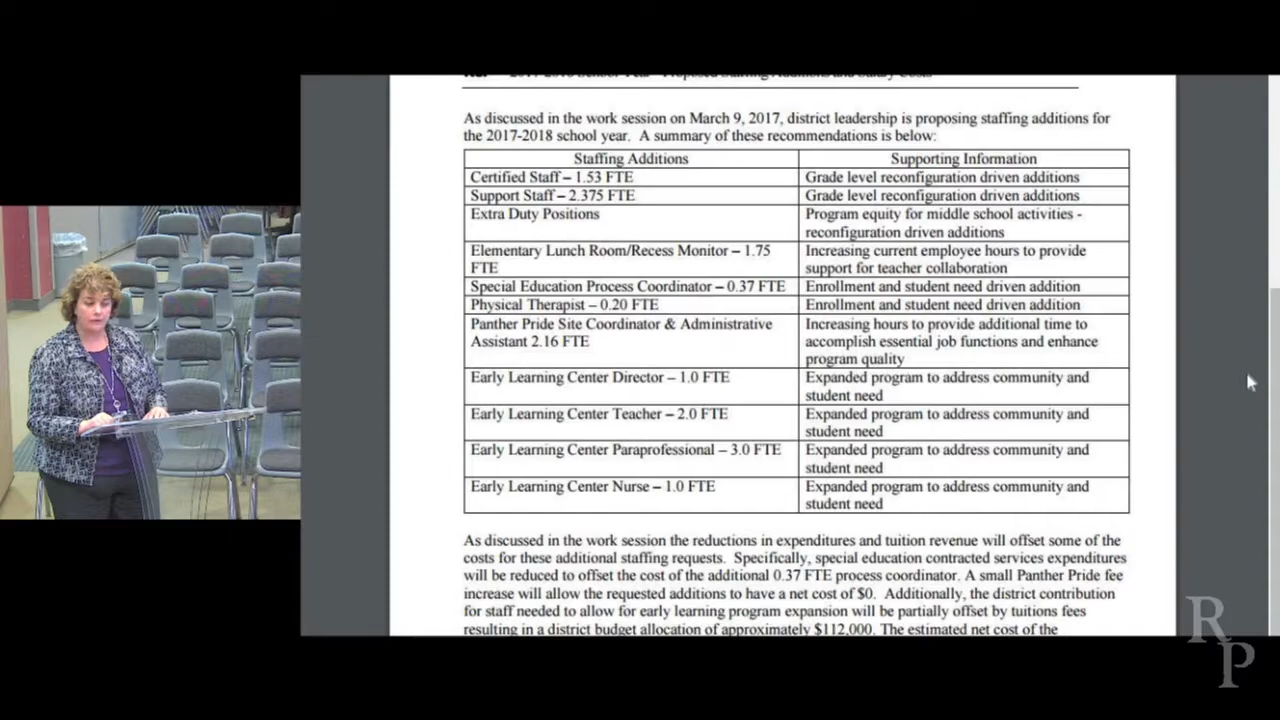 As discussed in the work session on March 9, 2017, district leadership is proposing staffing additions for
the 2017-2018 school year. A summary of these recommendations is below:
Staffing Additions Supporting Information
Certified Staff – 1.53 FTE Grade level reconfiguration driven additions
Support Staff – 2.375 FTE Grade level reconfiguration driven additions
Extra Duty Positions Program equity for middle school activities -
reconfiguration driven additions
Elementary Lunch Room/Recess Monitor – 1.75 Increasing current employee hours to provide
FTE support for teacher collaboration
Special Education Process Coordinator – 0.37 FTE Enrollment and student need driven addition
Physical Therapist – 0.20 FTE Enrollment and student need driven addition
Panther Pride Site Coordinator & Administrative Increasing hours to provide additional time to
Assistant 2.16 FTE accomplish essential job functions and enhance
program quality
Early Learning Center Director – 1.0 FTE Expanded program to address community and
student need
Early Learning Center Teacher – 2.0 FTE Expanded program to address community and
student need
Early Learning Center Paraprofessional – 3.0 FTE Expanded program to address community and
student need
Early Learning Center Nurse – 1.0 FTE Expanded program to address community and
student need
As discussed in the work session the reductions in expenditures and tuition revenue will offset some of the
costs for these additional staffing requests. Specifically, special education contracted services expenditures
will be reduced to offset the cost of the additional 0.37 FTE process coordinator. A small Panther Pride fee
increase will allow the requested additions to have a net cost of $0. Additionally, the district contribution
for staff needed to allow for early learning program expansion will be partially offset by tuitions fees
resulting in a district budget allocation of approximately $112,000. The estimated net cost of the
R
P